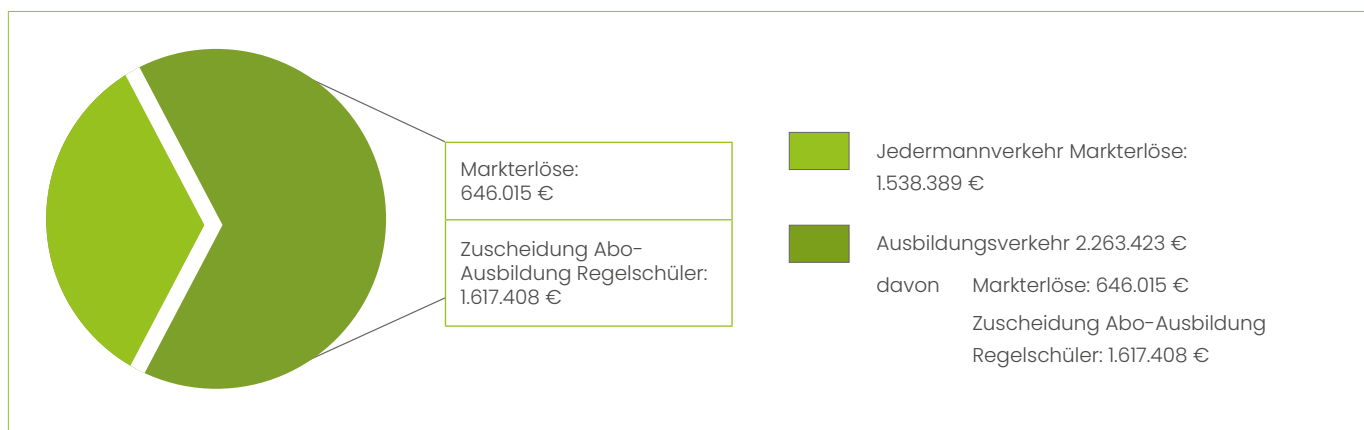 Markterlöse:
646.015 €
Zuscheidung Abo-
Ausbildung Regelschüler:
1.617.408 €
Jedermannverkehr Markterlöse:
1.538.389 €
Ausbildungsverkehr 2.263.423 €
davon Markterlöse: 646.015 €
Zuscheidung Abo-Ausbildung
Regelschüler: 1.617.408 €